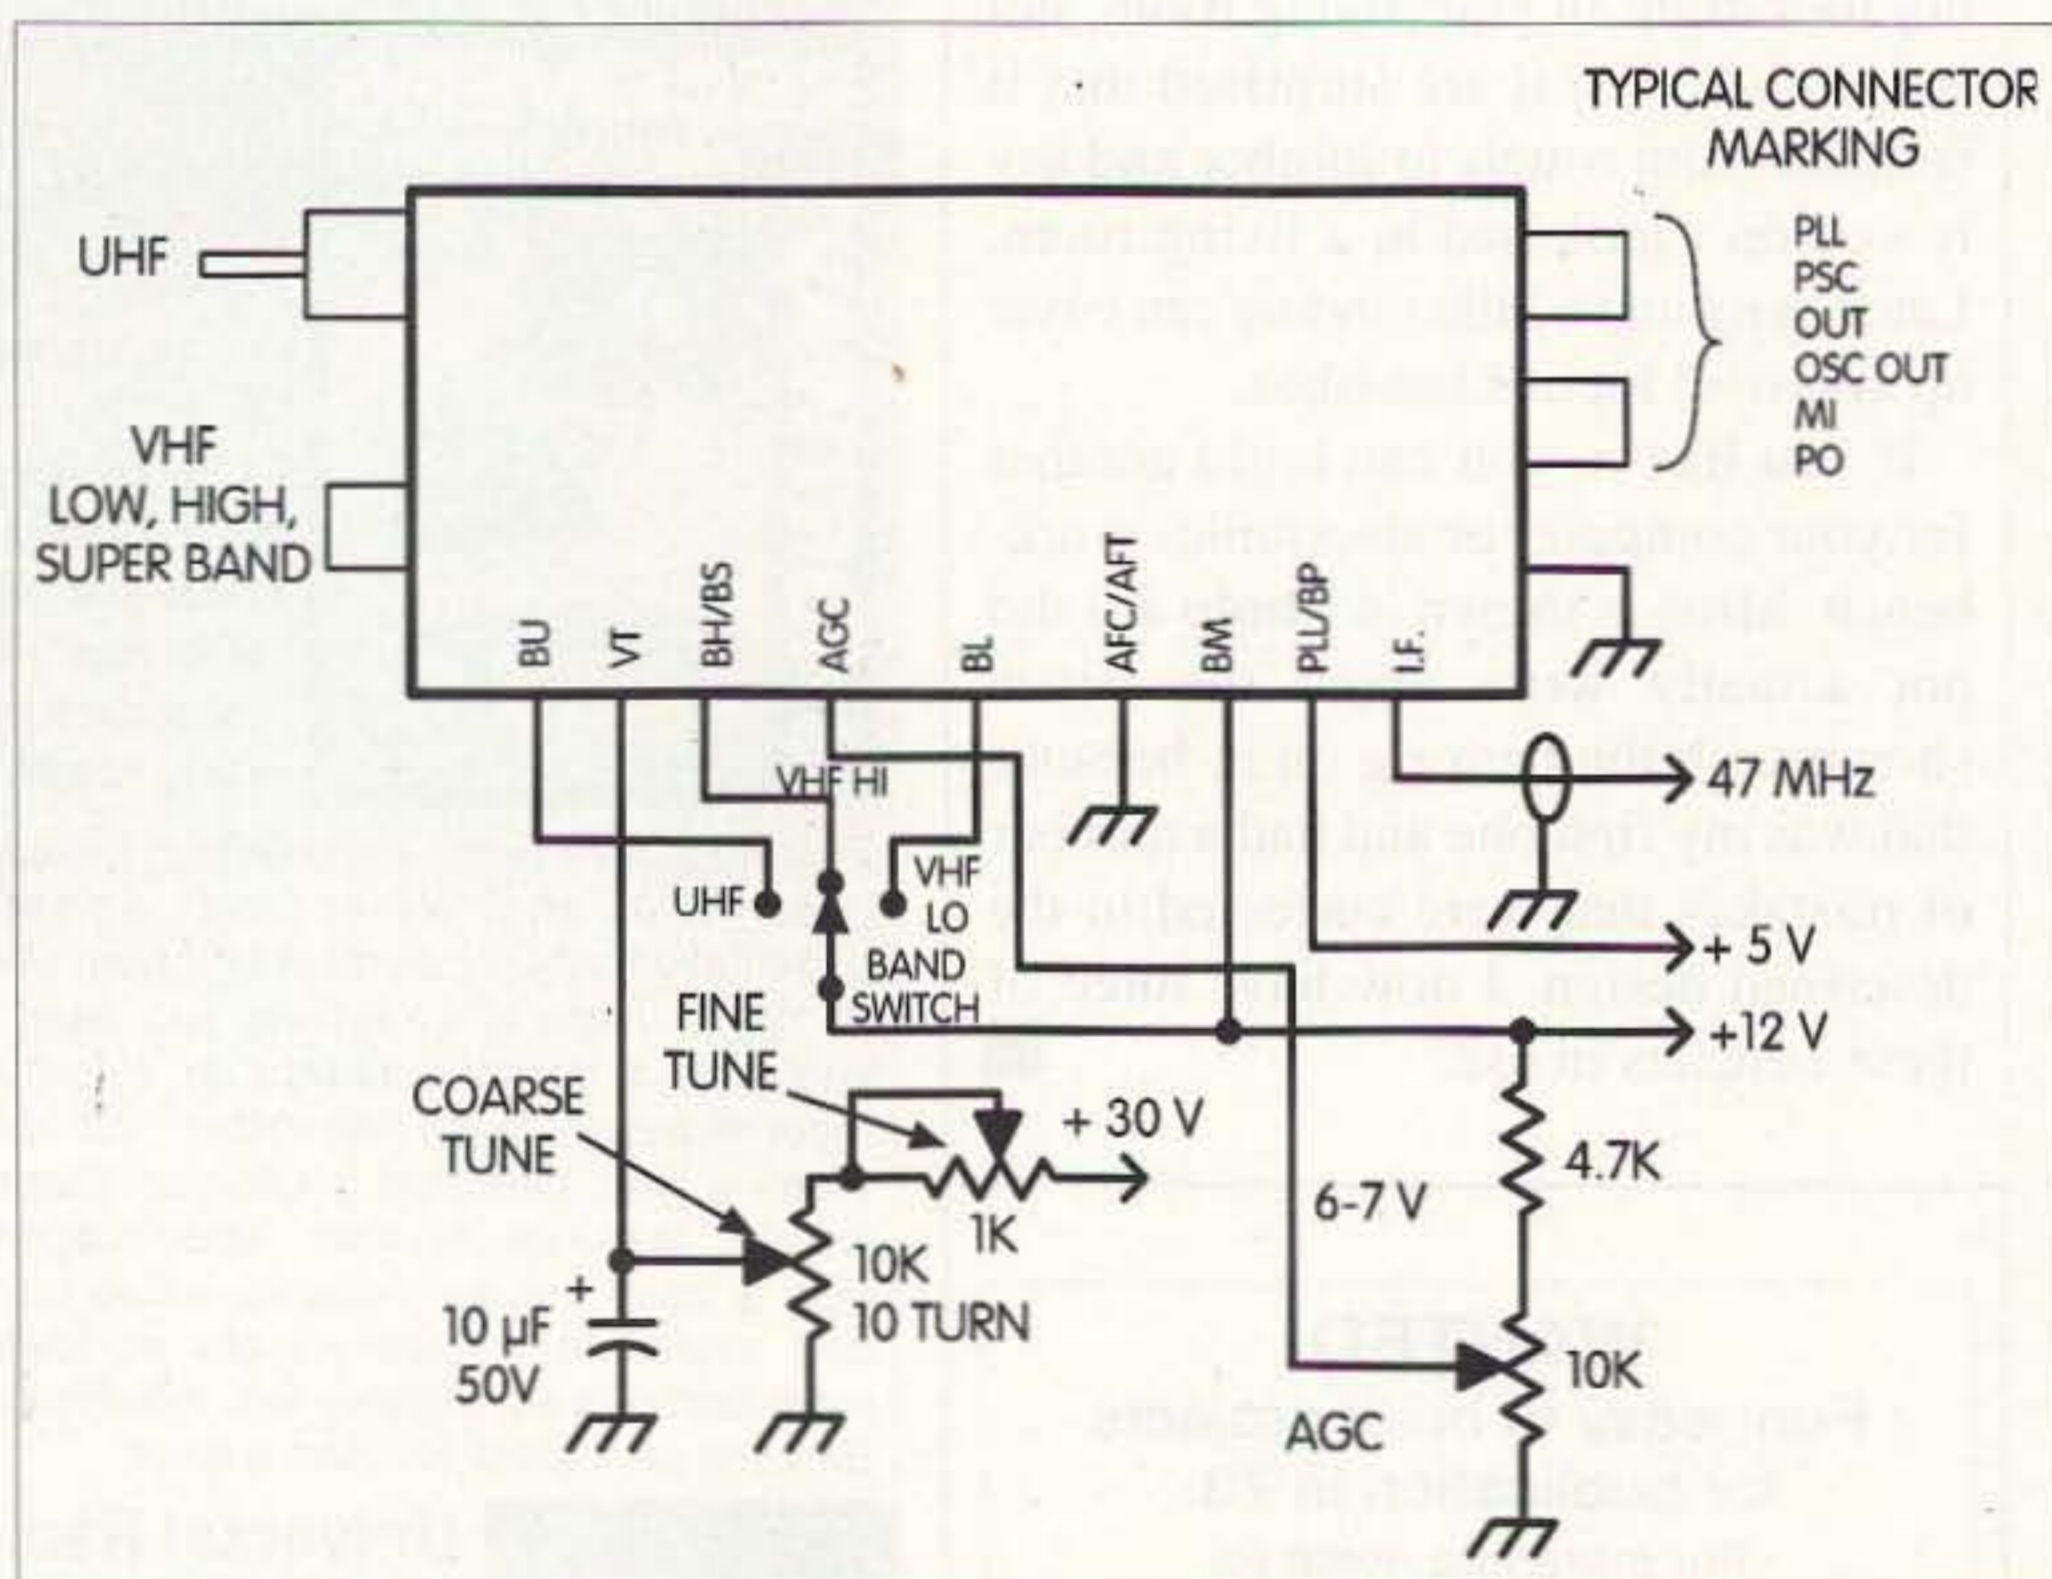 TYPICAL CONNECTOR
MARKING
UHF
PLL
PSC
OUT
OSC OUT
MI
PO
VHF
LOW, HIGH,
SUPER BAND
BU
VT
BH/BS
AGC
BL
AFC/AFT
BM
PLL/BP
I.F.
VHF HI
47 MHz
UHF
VHF
LO
BAND
SWITCH
+ 5 V
+12 V
FINE
TUNE
COARSE
TUNE
+ 30 V
1K
4.7K
6-7 V
10K
10 TURN
+
10 µF
50V
10K
AGC